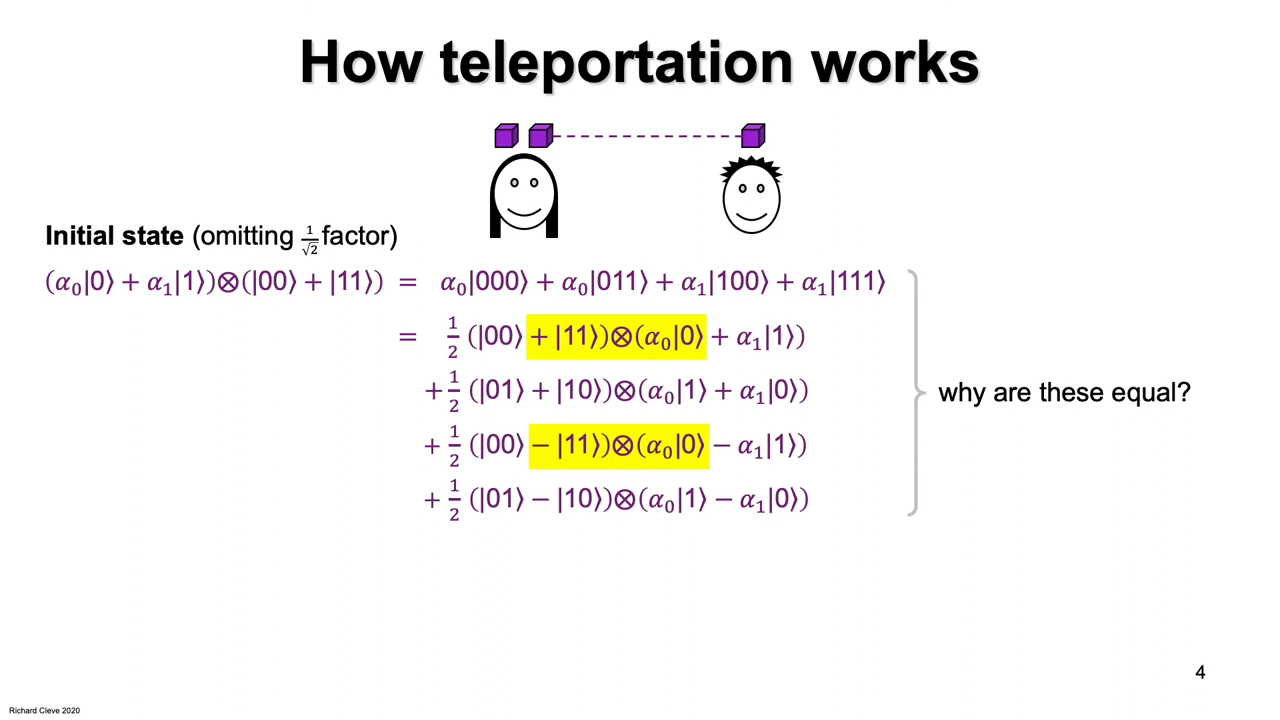 How teleportation works
Initial state (omitting 1/√2 factor)
(α₀|0⟩ + α₁|1⟩)⊗(|00⟩ + |11⟩) = α₀|000⟩ + α₀|011⟩ + α₁|100⟩ + α₁|111⟩
= 1/2 (|00⟩ + |11⟩)⊗(α₀|0⟩ + α₁|1⟩)
+ 1/2 (|01⟩ + |10⟩)⊗(α₀|1⟩ + α₁|0⟩)
why are these equal?
+ 1/2 (|00⟩ − |11⟩)⊗(α₀|0⟩ − α₁|1⟩)
+ 1/2 (|01⟩ − |10⟩)⊗(α₀|1⟩ − α₁|0⟩)
4
Richard Cleve 2020